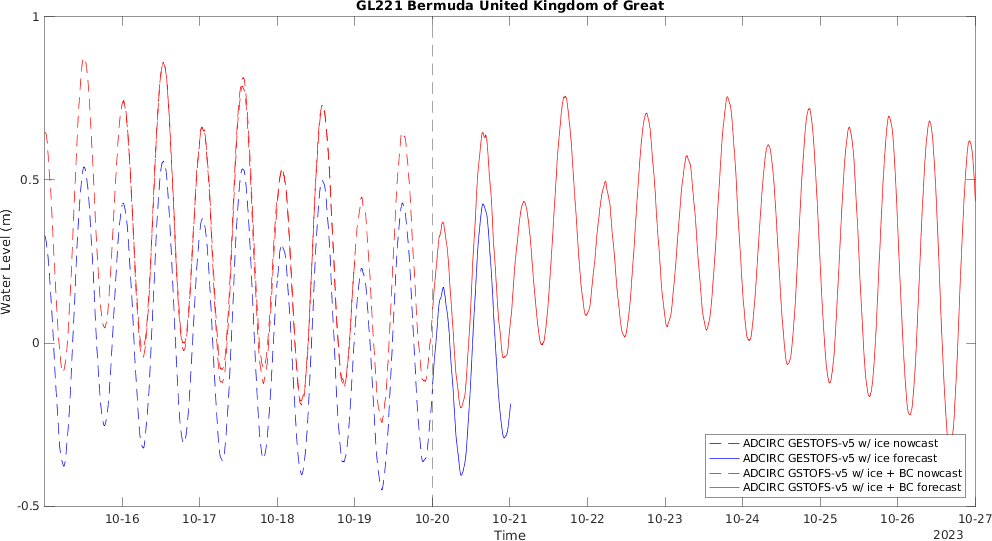 GL221 Bermuda United Kingdom of Great
1
0.5
0
-0.5
Water Level (m)
10-16
10-17
10-18
10-19
10-20
10-21
10-22
10-23
10-24
10-25
10-26
10-27
Time
2023
ADCIRC GESTOFS-v5 w/ ice nowcast
ADCIRC GESTOFS-v5 w/ ice forecast
ADCIRC GSTOFS-v5 w/ ice + BC nowcast
ADCIRC GSTOFS-v5 w/ ice + BC forecast